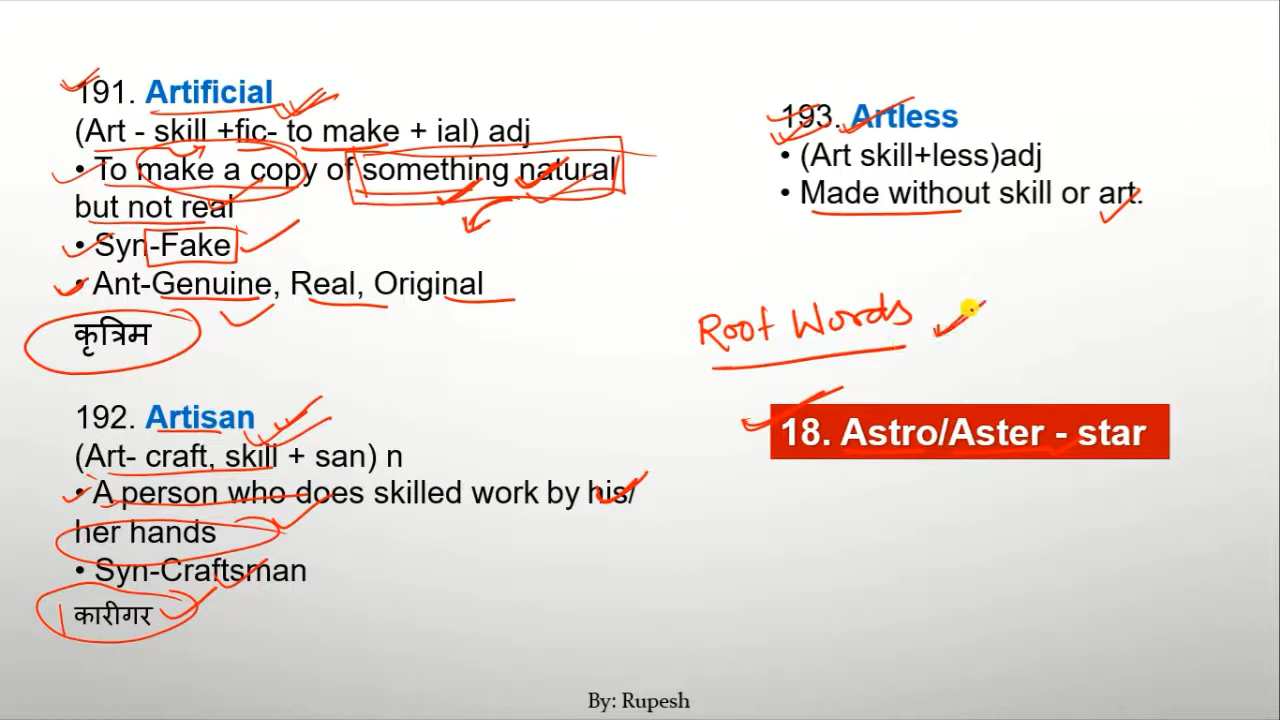 191. Artificial
(Art - skill +fic- to make + ial) adj
• To make a copy of something natural
but not real
• Syn-Fake
• Ant-Genuine, Real, Original
कृत्रिम
192. Artisan
(Art- craft, skill + san) n
• A person who does skilled work by his/
her hands
• Syn-Craftsman
कारीगर
193. Artless
• (Art skill+less)adj
• Made without skill or art.
Root Words
18. Astro/Aster - star
By: Rupesh